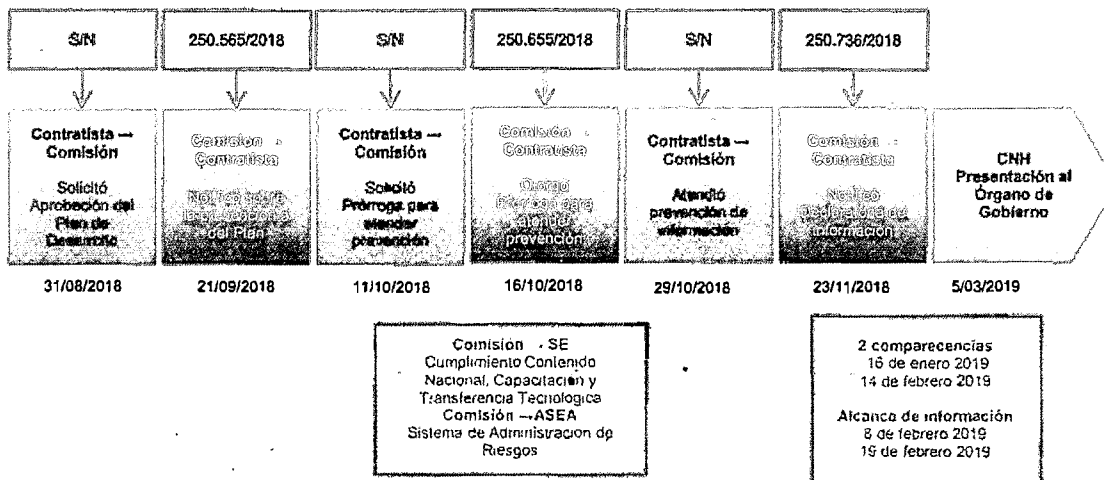 S/N
250.565/2018
S/N
250.655/2018
S/N
250.736/2018
Contratista →
Comisión
Solicitó
Aprobación del
Plan de
Desarrollo
31/08/2018
Comisión →
Contratista
Notificó sobre
del Plan
21/09/2018
Contratista →
Comisión
Solicitó
Prórroga para
atender
prevención
11/10/2018
Comisión →
Contratista
Otorgó
Prórroga para
atender
prevención
16/10/2018
Contratista →
Comisión
Atendió
prevención de
información
29/10/2018
Comisión →
Contratista
Notificó
Declaratoria de
información
23/11/2018
CNH
Presentación al
Órgano de
Gobierno
5/03/2019
Comisión → SE
Cumplimiento Contenido
Nacional, Capacitación y
Transferencia Tecnológica
Comisión → ASEA
Sistema de Administración de
Riesgos
2 comparecencias
16 de enero 2019
14 de febrero 2019
Alcance de información
8 de febrero 2019
19 de febrero 2019